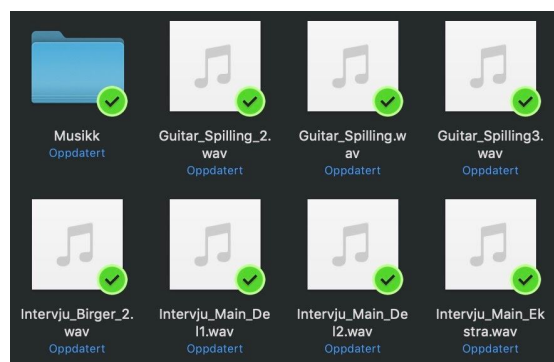 Musikk
Oppdatert
Guitar_Spilling_2.
wav
Oppdatert
Guitar_Spilling.w
av
Oppdatert
Guitar_Spilling3.
wav
Oppdatert
Intervju_Birger_2.
wav
Oppdatert
Intervju_Main_De
l1.wav
Oppdatert
Intervju_Main_De
l2.wav
Oppdatert
Intervju_Main_Ek
stra.wav
Oppdatert